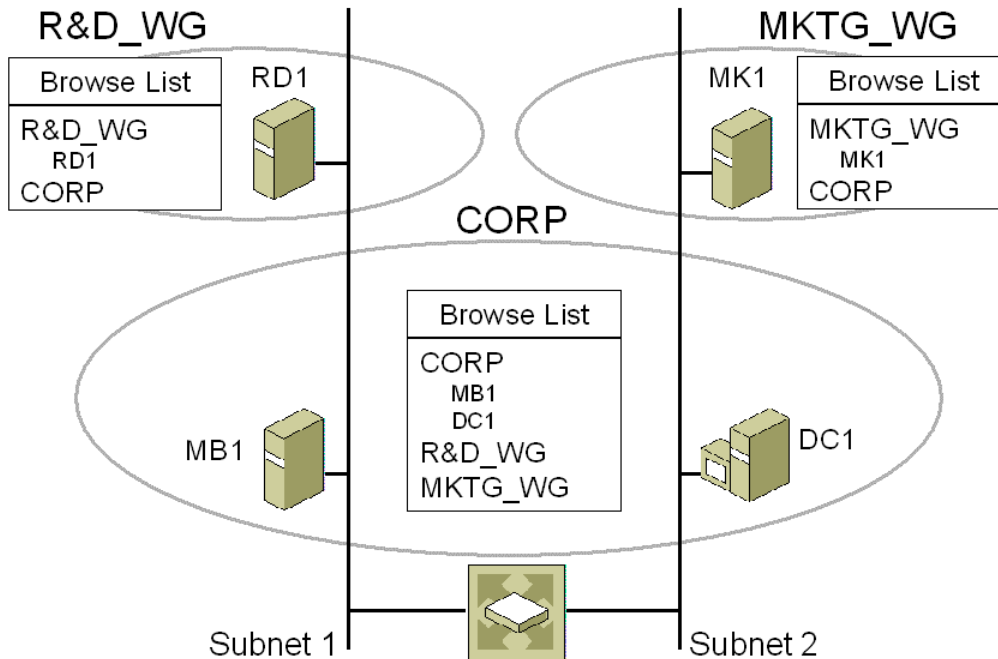 R&D_WG
MKTG_WG
Browse List
R&D_WG
RD1
CORP
RD1
MK1
Browse List
MKTG_WG
MK1
CORP
CORP
Browse List
CORP
MB1
DC1
R&D_WG
MKTG_WG
MB1
DC1
Subnet 1
Subnet 2